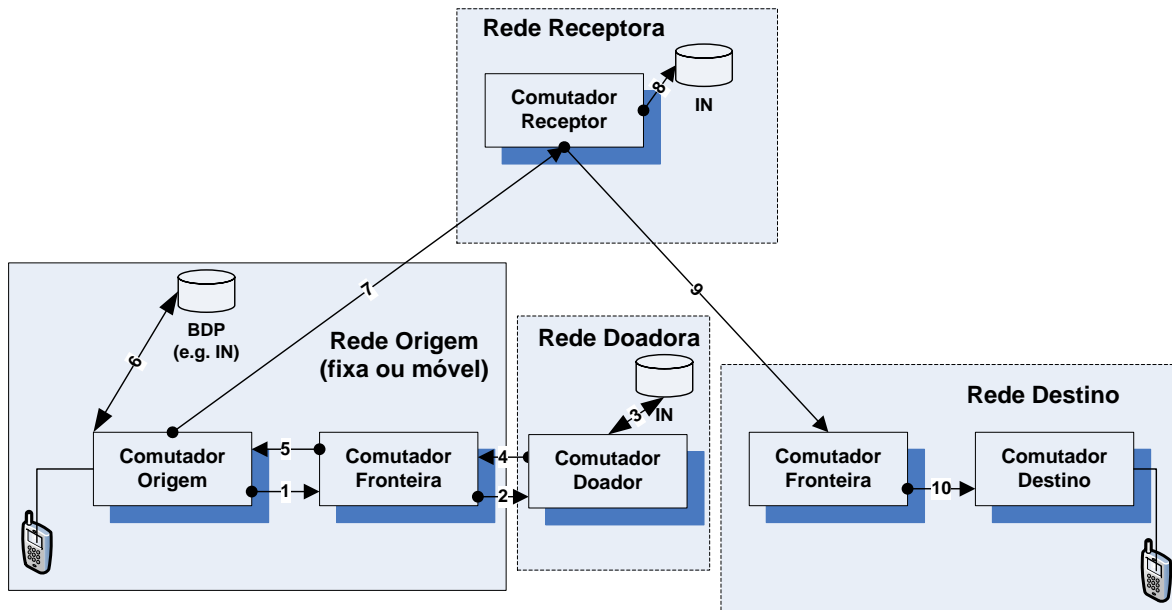 Rede Receptora
Comutador
Receptor
8
IN
7
9
BDP
(e.g. IN)
6
Rede Origem
(fixa ou móvel)
Rede Doadora
3
IN
Rede Destino
Comutador
Origem
5
1
Comutador
Fronteira
4
2
Comutador
Doador
Comutador
Fronteira
10
Comutador
Destino